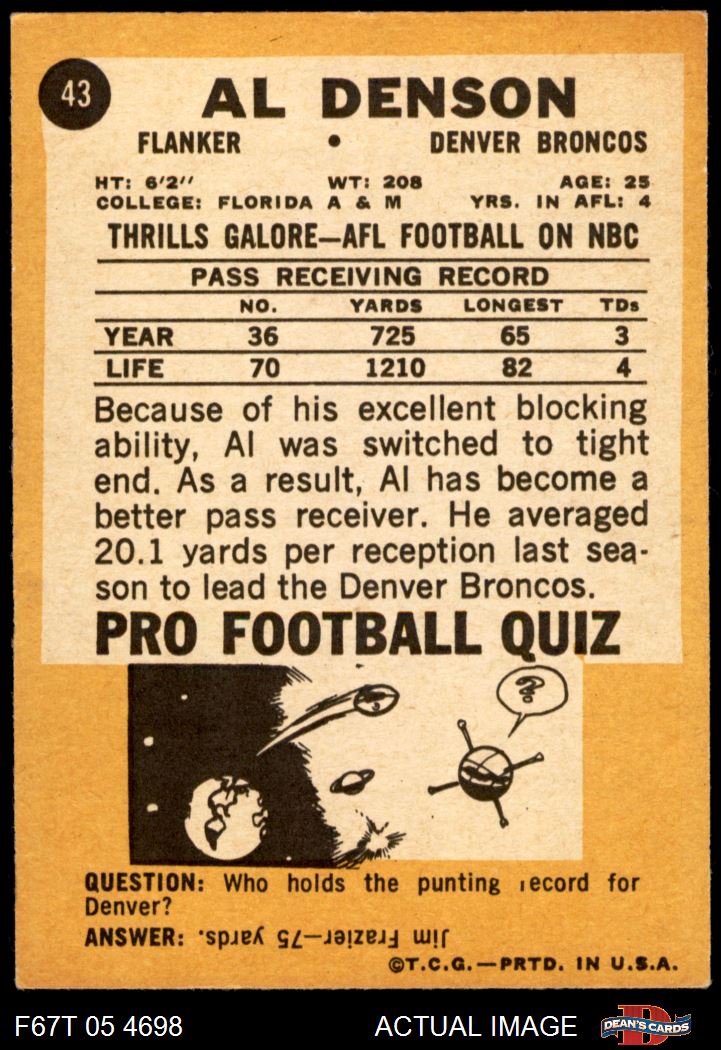 43
AL DENSON
FLANKER • DENVER BRONCOS
HT: 6'2'' WT: 208 AGE: 25
COLLEGE: FLORIDA A & M YRS. IN AFL: 4
THRILLS GALORE—AFL FOOTBALL ON NBC
PASS RECEIVING RECORD
NO. YARDS LONGEST TDs
YEAR 36 725 65 3
LIFE 70 1210 82 4
Because of his excellent blocking
ability, Al was switched to tight
end. As a result, Al has become a
better pass receiver. He averaged
20.1 yards per reception last sea-
son to lead the Denver Broncos.
PRO FOOTBALL QUIZ
?
QUESTION: Who holds the punting record for
Denver?
ANSWER: Jim Frazier—75 yards.
©T.C.G.—PRTD. IN U.S.A.
F67T 05 4698 ACTUAL IMAGE D DEAN'S CARDS